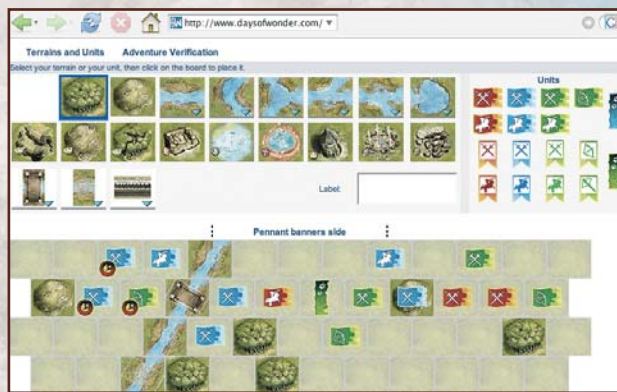 http://www.daysofwonder.com/
Terrains and Units Adventure Verification
Select your terrain or your unit, then click on the board to place it.
Units
Label:
Pennant banners side